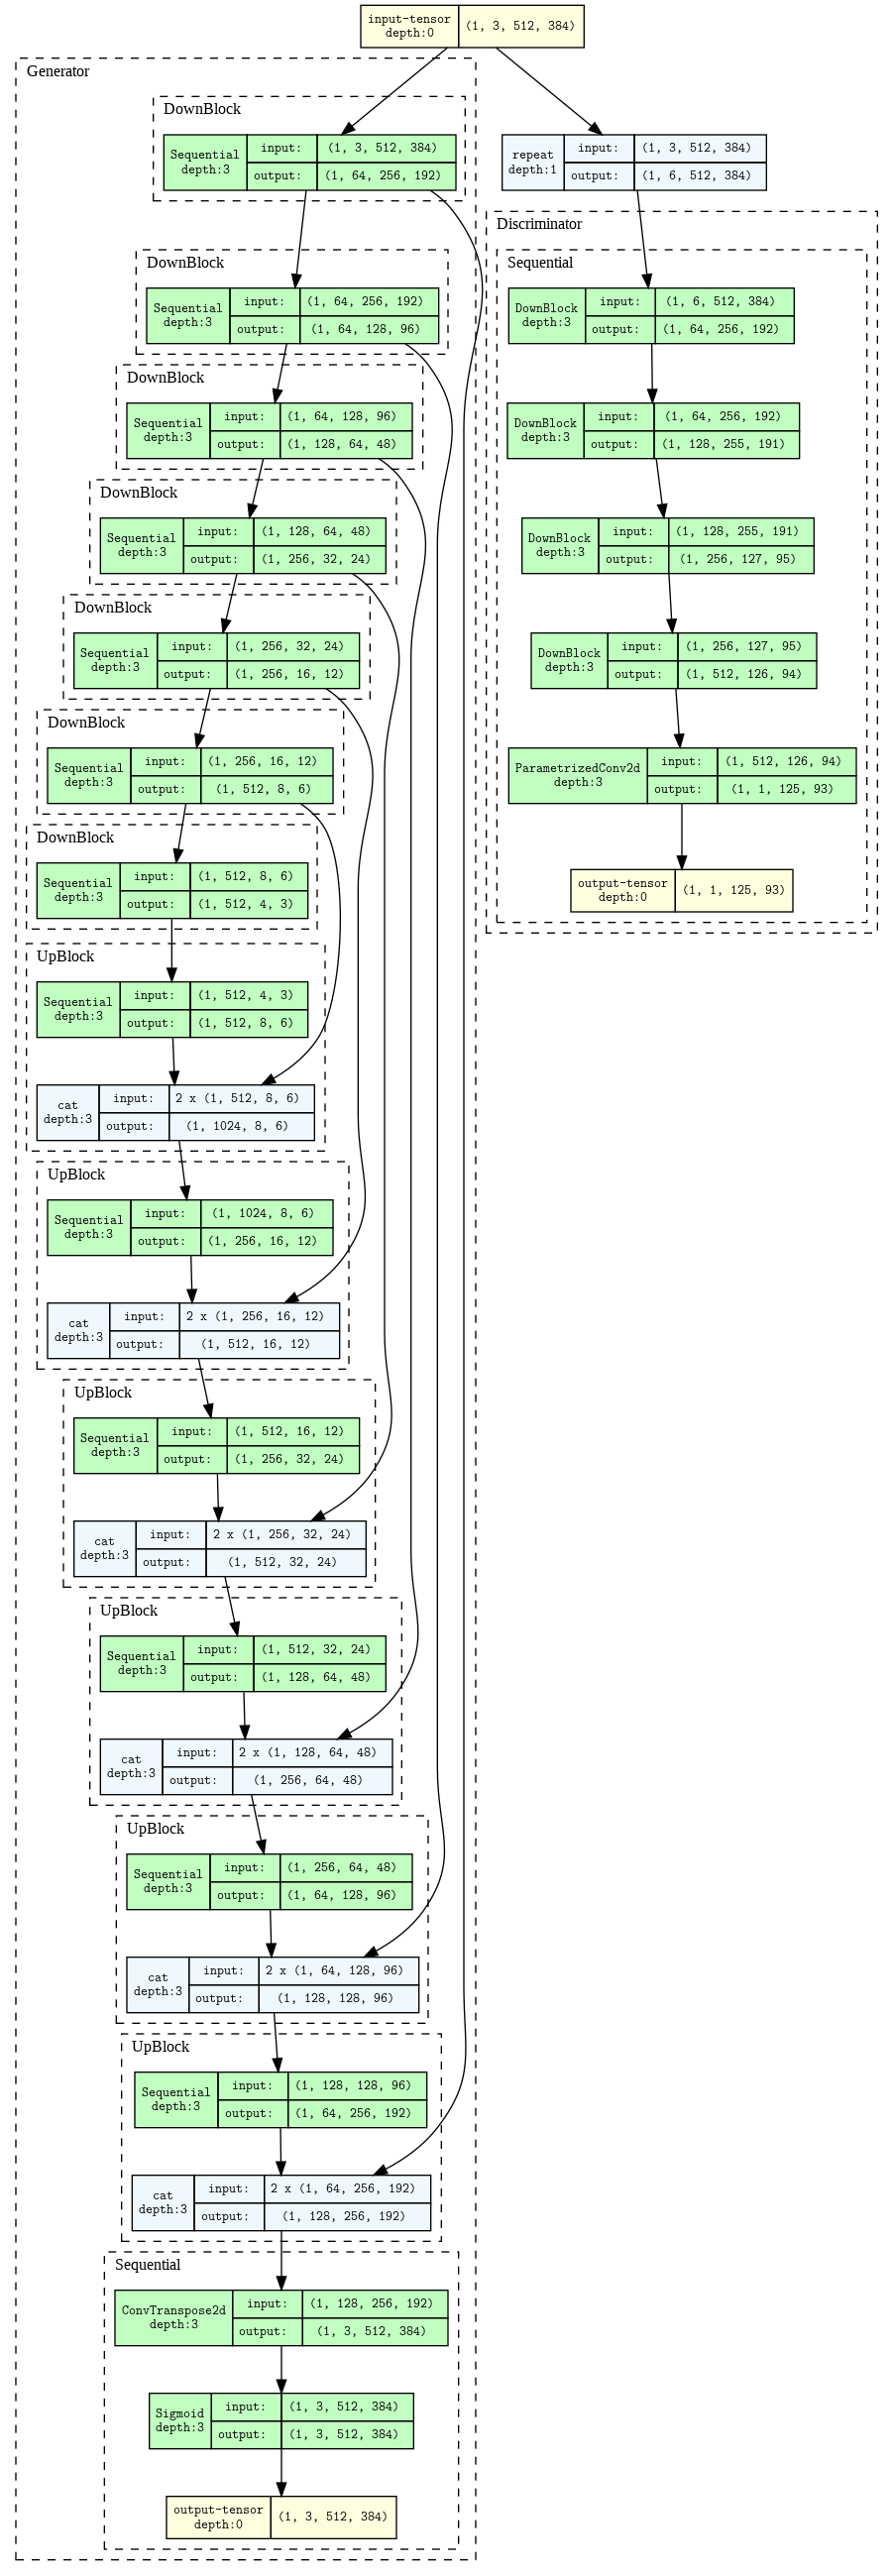 input-tensor
depth:0
(1, 3, 512, 384)
Generator
DownBlock
Sequential
depth:3
input:
(1, 3, 512, 384)
output:
(1, 64, 256, 192)
repeat
depth:1
input:
(1, 3, 512, 384)
output:
(1, 6, 512, 384)
Discriminator
Sequential
DownBlock
depth:3
input:
(1, 6, 512, 384)
output:
(1, 64, 256, 192)
DownBlock
depth:3
input:
(1, 64, 256, 192)
output:
(1, 128, 255, 191)
DownBlock
depth:3
input:
(1, 128, 255, 191)
output:
(1, 256, 127, 95)
DownBlock
depth:3
input:
(1, 256, 127, 95)
output:
(1, 512, 126, 94)
ParametrizedConv2d
depth:3
input:
(1, 512, 126, 94)
output:
(1, 1, 125, 93)
output-tensor
depth:0
(1, 1, 125, 93)
DownBlock
Sequential
depth:3
input:
(1, 64, 256, 192)
output:
(1, 64, 128, 96)
DownBlock
Sequential
depth:3
input:
(1, 64, 128, 96)
output:
(1, 128, 64, 48)
DownBlock
Sequential
depth:3
input:
(1, 128, 64, 48)
output:
(1, 256, 32, 24)
DownBlock
Sequential
depth:3
input:
(1, 256, 32, 24)
output:
(1, 256, 16, 12)
DownBlock
Sequential
depth:3
input:
(1, 256, 16, 12)
output:
(1, 512, 8, 6)
DownBlock
Sequential
depth:3
input:
(1, 512, 8, 6)
output:
(1, 512, 4, 3)
UpBlock
Sequential
depth:3
input:
(1, 512, 4, 3)
output:
(1, 512, 8, 6)
cat
depth:3
input:
2 x (1, 512, 8, 6)
output:
(1, 1024, 8, 6)
UpBlock
Sequential
depth:3
input:
(1, 1024, 8, 6)
output:
(1, 256, 16, 12)
cat
depth:3
input:
2 x (1, 256, 16, 12)
output:
(1, 512, 16, 12)
UpBlock
Sequential
depth:3
input:
(1, 512, 16, 12)
output:
(1, 256, 32, 24)
cat
depth:3
input:
2 x (1, 256, 32, 24)
output:
(1, 512, 32, 24)
UpBlock
Sequential
depth:3
input:
(1, 512, 32, 24)
output:
(1, 128, 64, 48)
cat
depth:3
input:
2 x (1, 128, 64, 48)
output:
(1, 256, 64, 48)
UpBlock
Sequential
depth:3
input:
(1, 256, 64, 48)
output:
(1, 64, 128, 96)
cat
depth:3
input:
2 x (1, 64, 128, 96)
output:
(1, 128, 128, 96)
UpBlock
Sequential
depth:3
input:
(1, 128, 128, 96)
output:
(1, 64, 256, 192)
cat
depth:3
input:
2 x (1, 64, 256, 192)
output:
(1, 128, 256, 192)
Sequential
ConvTranspose2d
depth:3
input:
(1, 128, 256, 192)
output:
(1, 3, 512, 384)
Sigmoid
depth:3
input:
(1, 3, 512, 384)
output:
(1, 3, 512, 384)
output-tensor
depth:0
(1, 3, 512, 384)